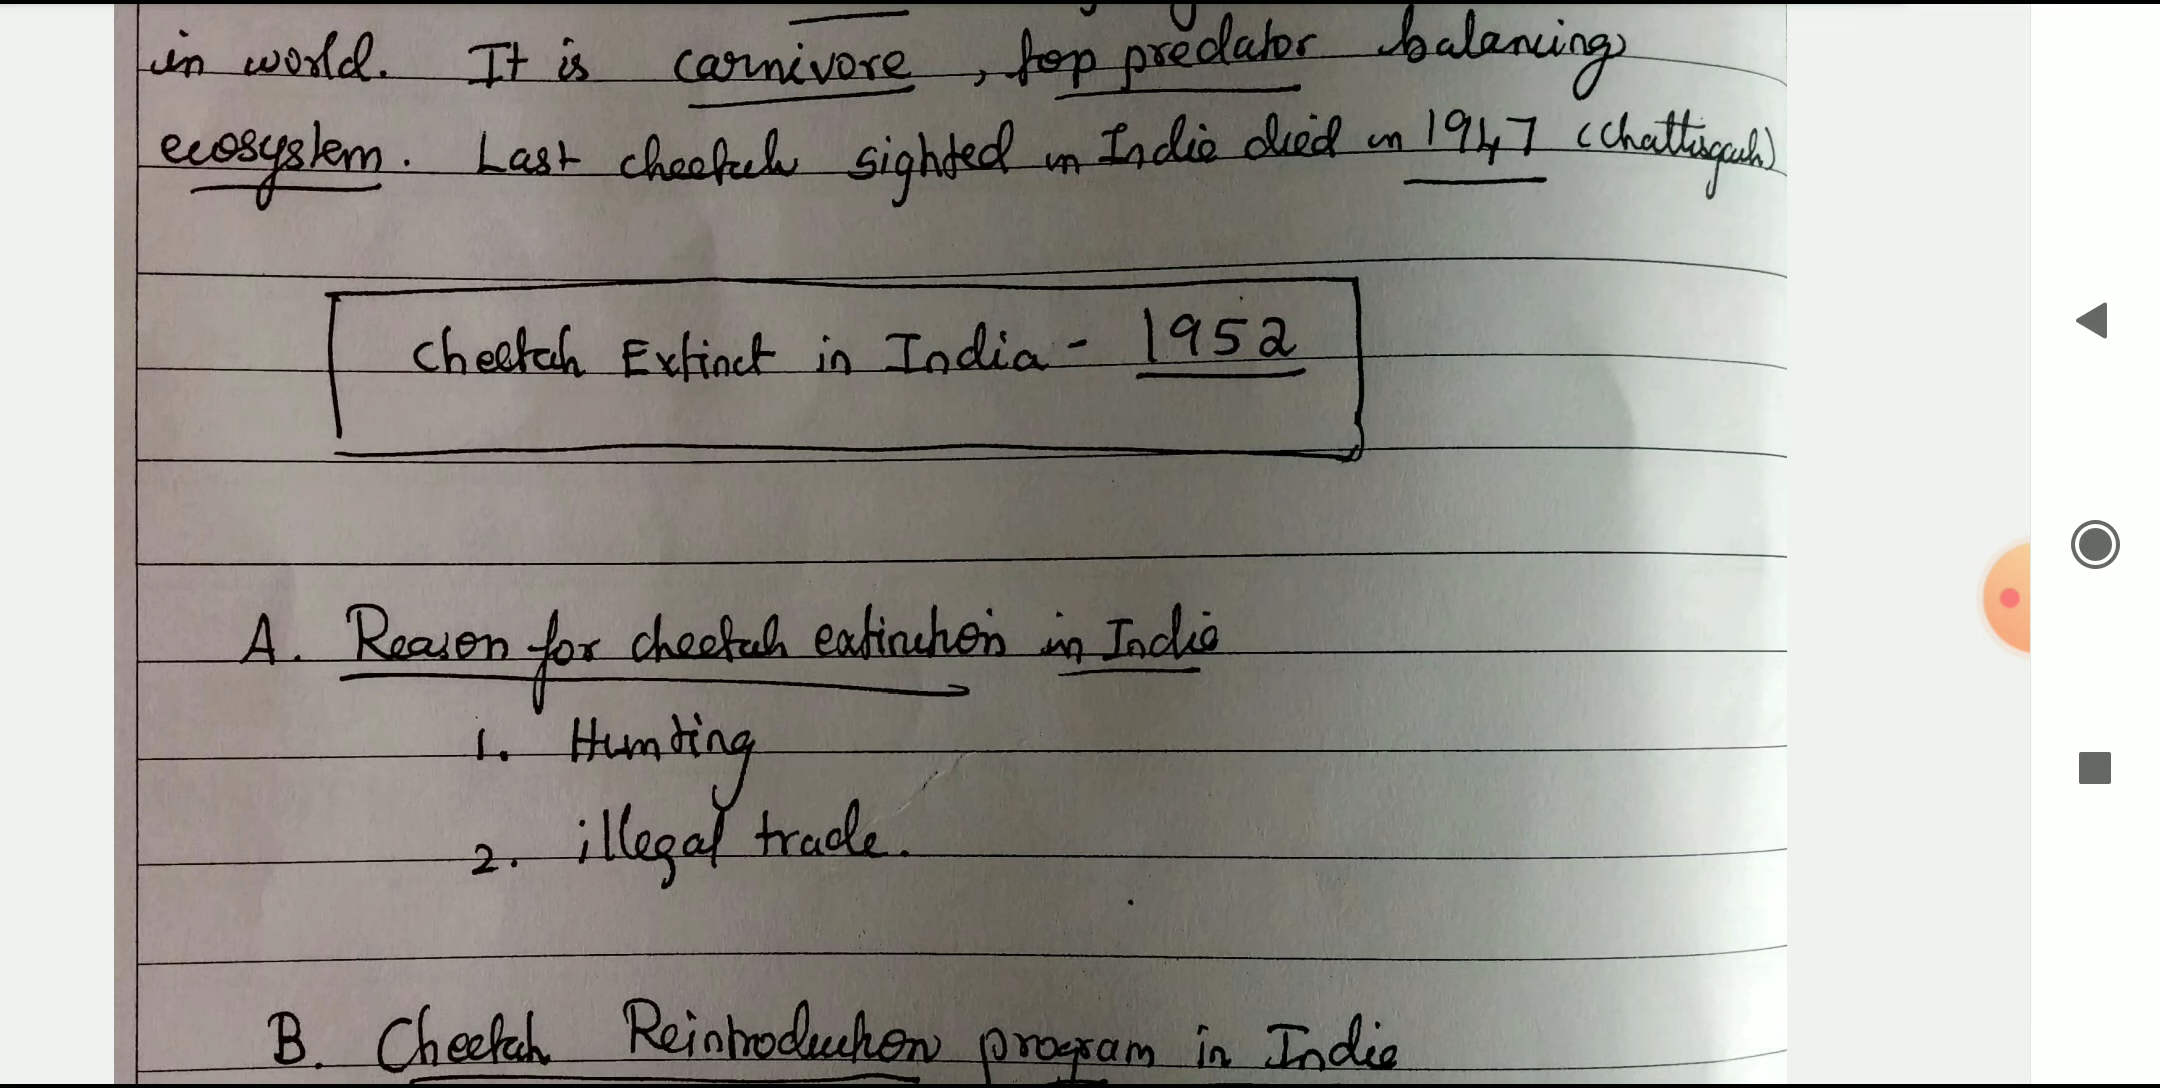 in world. It is carnivore, top predator balancing
ecosystem. Last cheetah sighted in India died in 1947 (Chattisgarh)
Cheetah Extinct in India - 1952
A. Reason for cheetah extinction in India
1. Hunting
2. illegal trade.
B. Cheetah Reintroduction program in India